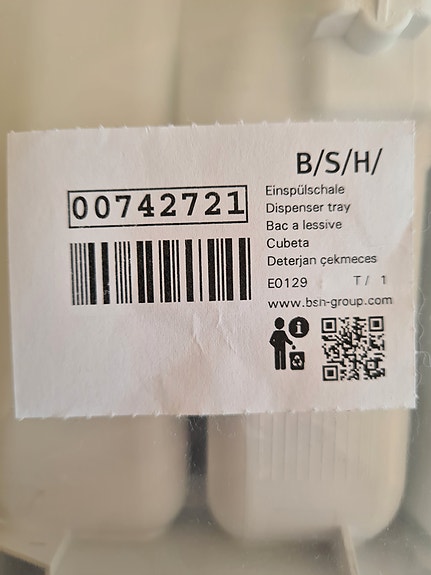 B/S/H/
00742721
Einspülschale
Dispenser tray
Bac a lessive
Cubeta
Deterjan çekmeces
E0129 T / 1
www.bsh-group.com
i